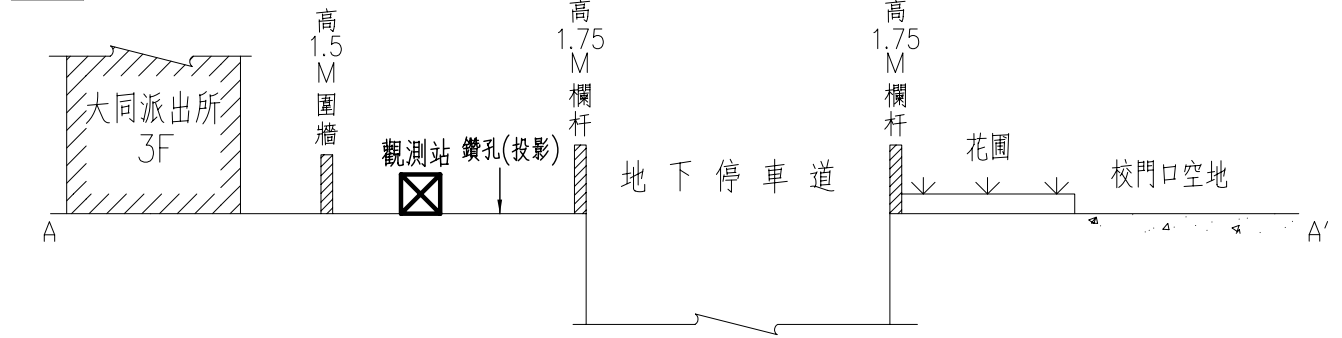 高
1.5
M
圍
牆
高
1.75
M
欄
杆
高
1.75
M
欄
杆
大同派出所
3F
觀測站
鑽孔(投影)
地下停車道
花圃
校門口空地
A
A'